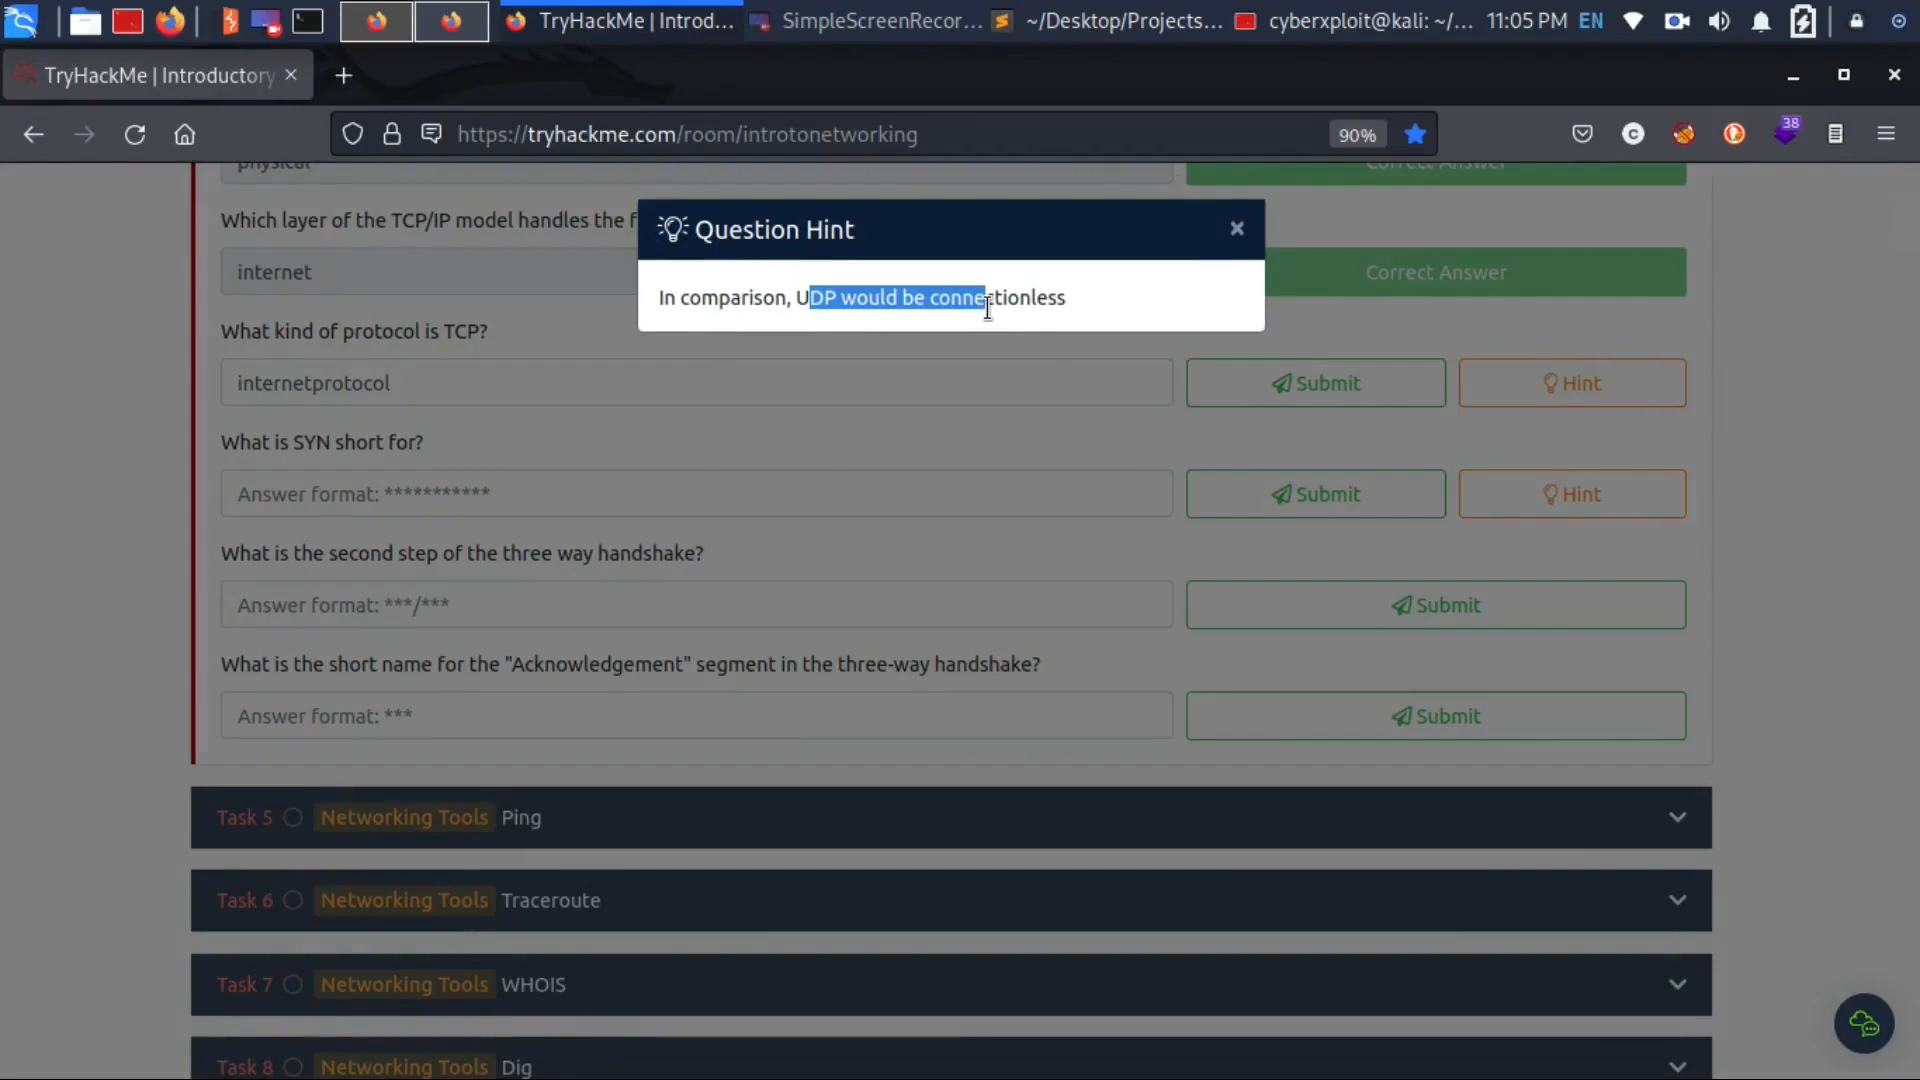 TryHackMe | Introd...
SimpleScreenRecor...
~/Desktop/Projects...
cyberxploit@kali: ~/...
11:05 PM
EN
TryHackMe | Introductory
https://tryhackme.com/room/introtonetworking
90%
38
physical
Correct Answer
Which layer of the TCP/IP model handles the f
Question Hint
In comparison, UDP would be connectionless
internet
Correct Answer
What kind of protocol is TCP?
internetprotocol
Submit
Hint
What is SYN short for?
Answer format: ***********
Submit
Hint
What is the second step of the three way handshake?
Answer format: ***/***
Submit
What is the short name for the "Acknowledgement" segment in the three-way handshake?
Answer format: ***
Submit
Task 5 Networking Tools Ping
Task 6 Networking Tools Traceroute
Task 7 Networking Tools WHOIS
Task 8 Networking Tools Dig